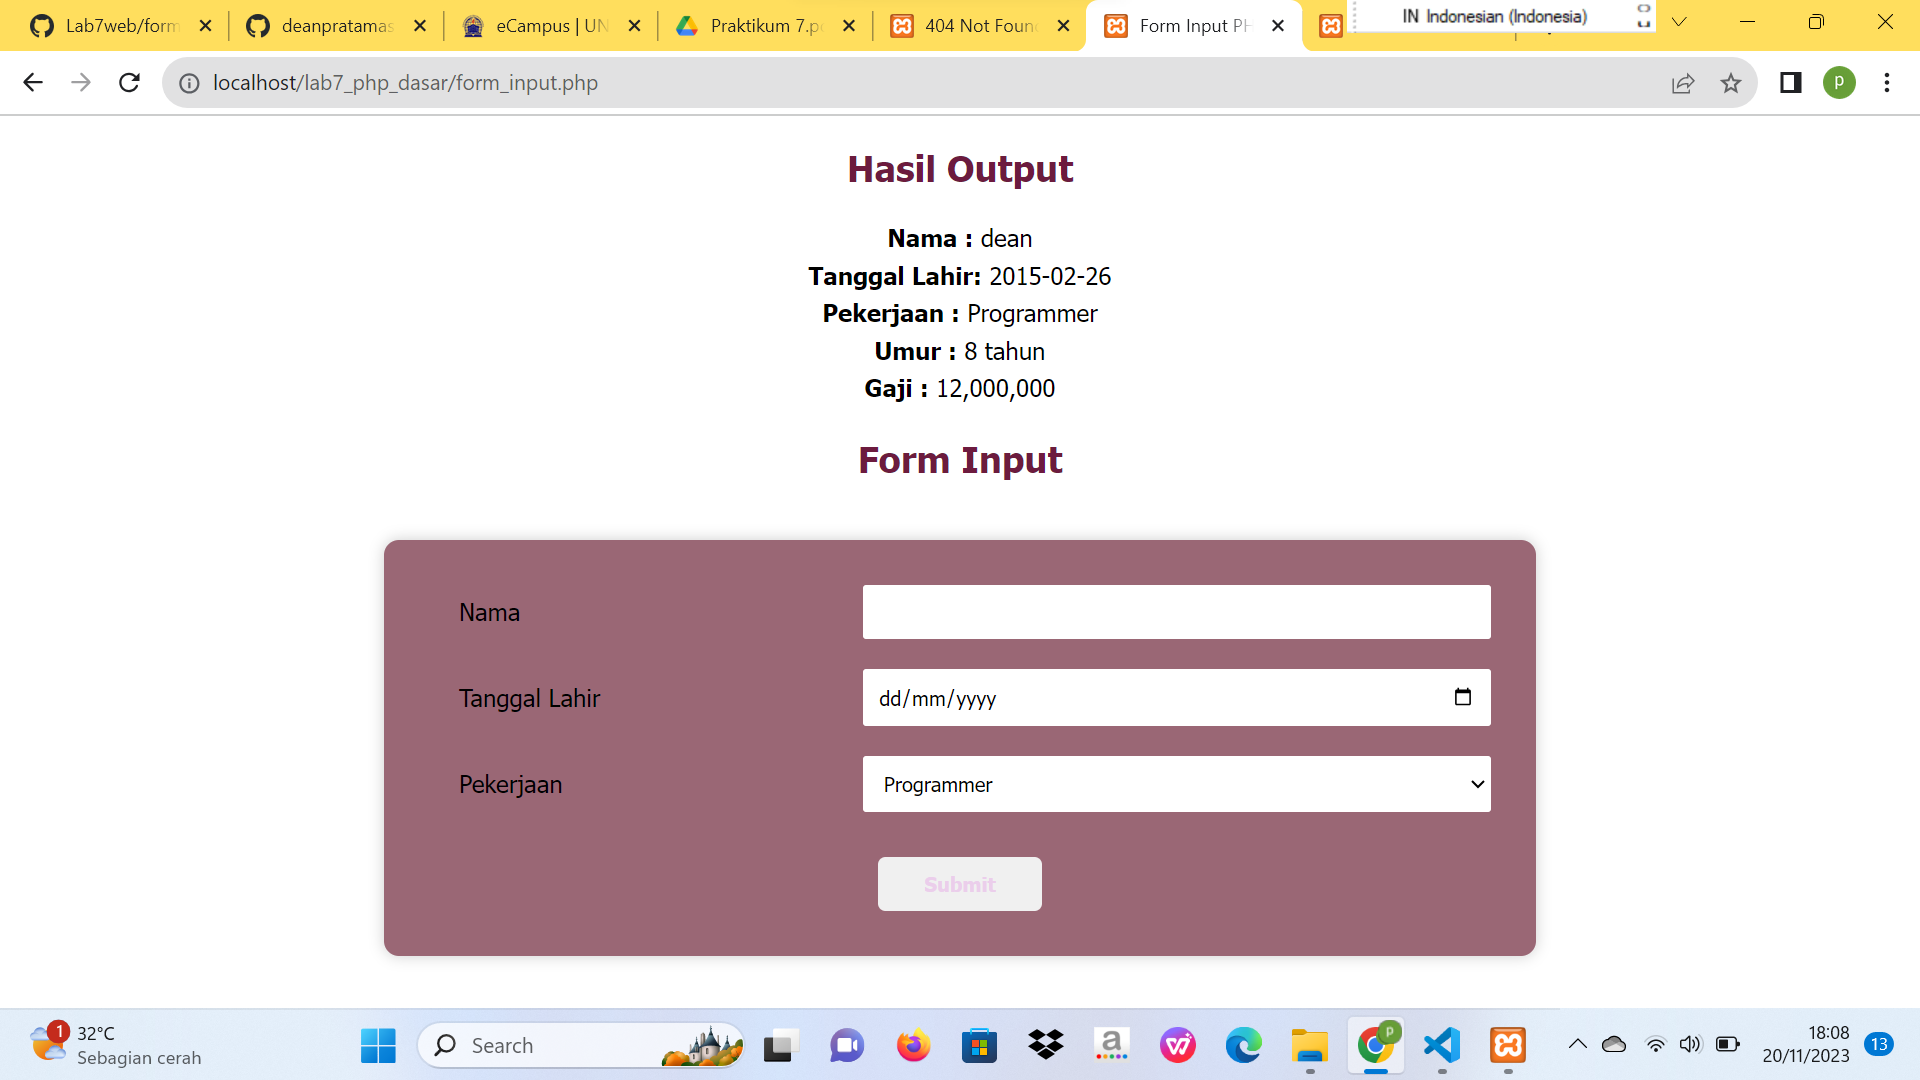 Lab7web/form
deanpratamas
eCampus | UN
Praktikum 7.p
404 Not Foun
Form Input PH
IN Indonesian (Indonesia)
localhost/lab7_php_dasar/form_input.php
p
Hasil Output
Nama : dean
Tanggal Lahir: 2015-02-26
Pekerjaan : Programmer
Umur : 8 tahun
Gaji : 12,000,000
Form Input
Nama
Tanggal Lahir
dd/mm/yyyy
Pekerjaan
Programmer
Submit
1
32°C
Sebagian cerah
Search
a
p
18:08
20/11/2023
13